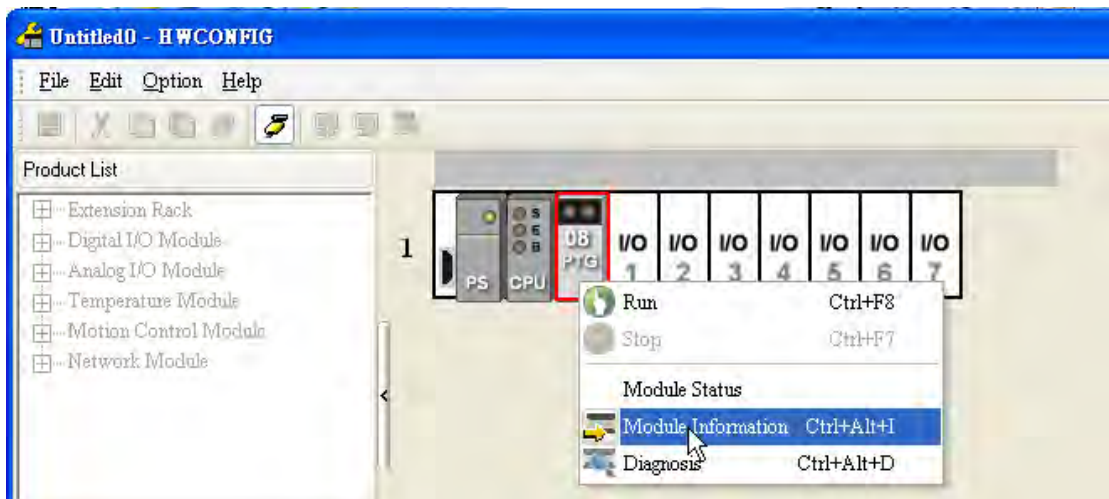 Untitled0 - HWCONFIG
File Edit Option Help
Product List
Extension Rack
Digital I/O Module
Analog I/O Module
Temperature Module
Motion Control Module
Network Module
1
PS
S
E
B
CPU
08
PTG
I/O I/O I/O I/O I/O I/O I/O
1 2 3 4 5 6 7
Run Ctrl+F8
Stop Ctrl+F7
Module Status
Module Information Ctrl+Alt+I
Diagnosis Ctrl+Alt+D